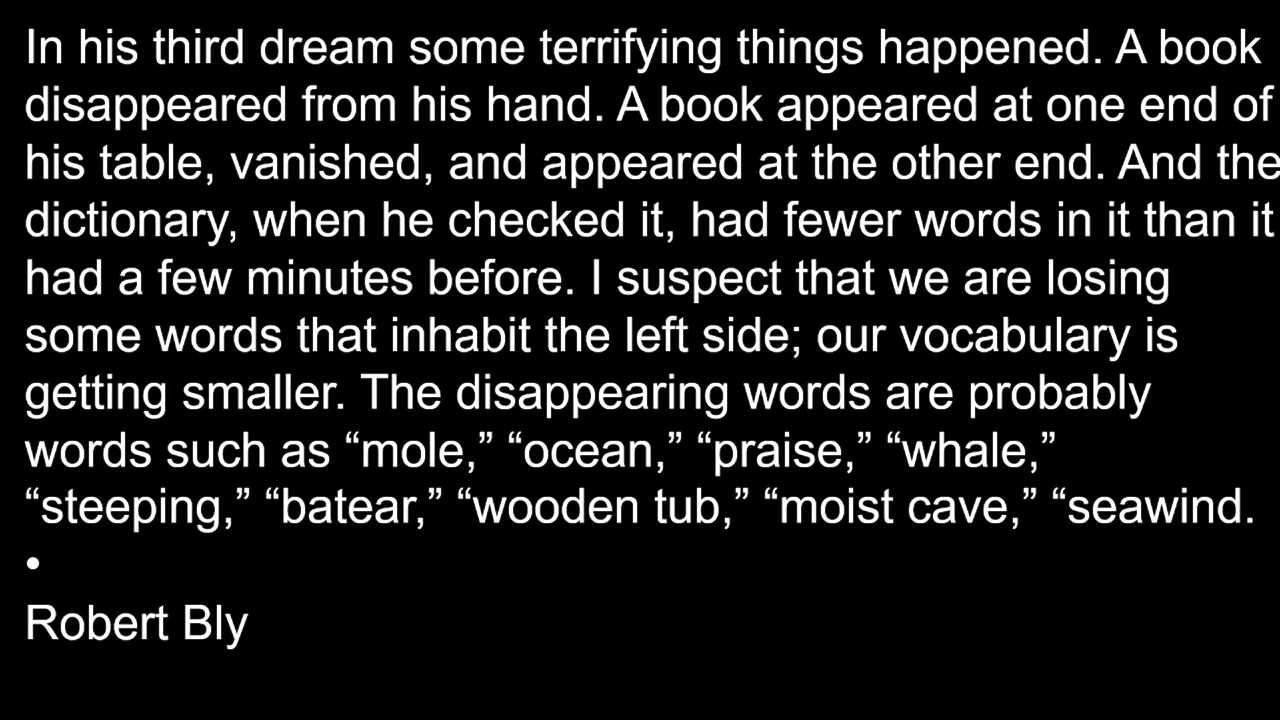 In his third dream some terrifying things happened. A book
disappeared from his hand. A book appeared at one end of
his table, vanished, and appeared at the other end. And the
dictionary, when he checked it, had fewer words in it than it
had a few minutes before. I suspect that we are losing
some words that inhabit the left side; our vocabulary is
getting smaller. The disappearing words are probably
words such as “mole,” “ocean,” “praise,” “whale,”
“steeping,” “batear,” “wooden tub,” “moist cave,” “seawind.
•
Robert Bly